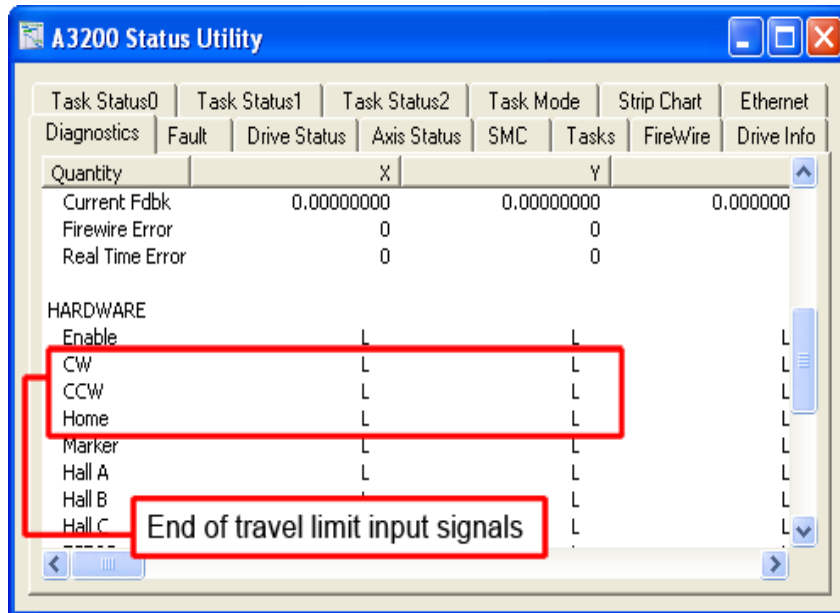 A3200 Status Utility
Task Status0 Task Status1 Task Status2 Task Mode Strip Chart Ethernet
Diagnostics Fault Drive Status Axis Status SMC Tasks FireWire Drive Info
Quantity X Y
Current Fdbk 0.00000000 0.00000000 0.000000
Firewire Error 0 0
Real Time Error 0 0
HARDWARE
Enable L L L
CW L L L
CCW L L L
Home L L L
Marker L L L
Hall A L L L
Hall B L L L
Hall C L L
End of travel limit input signals